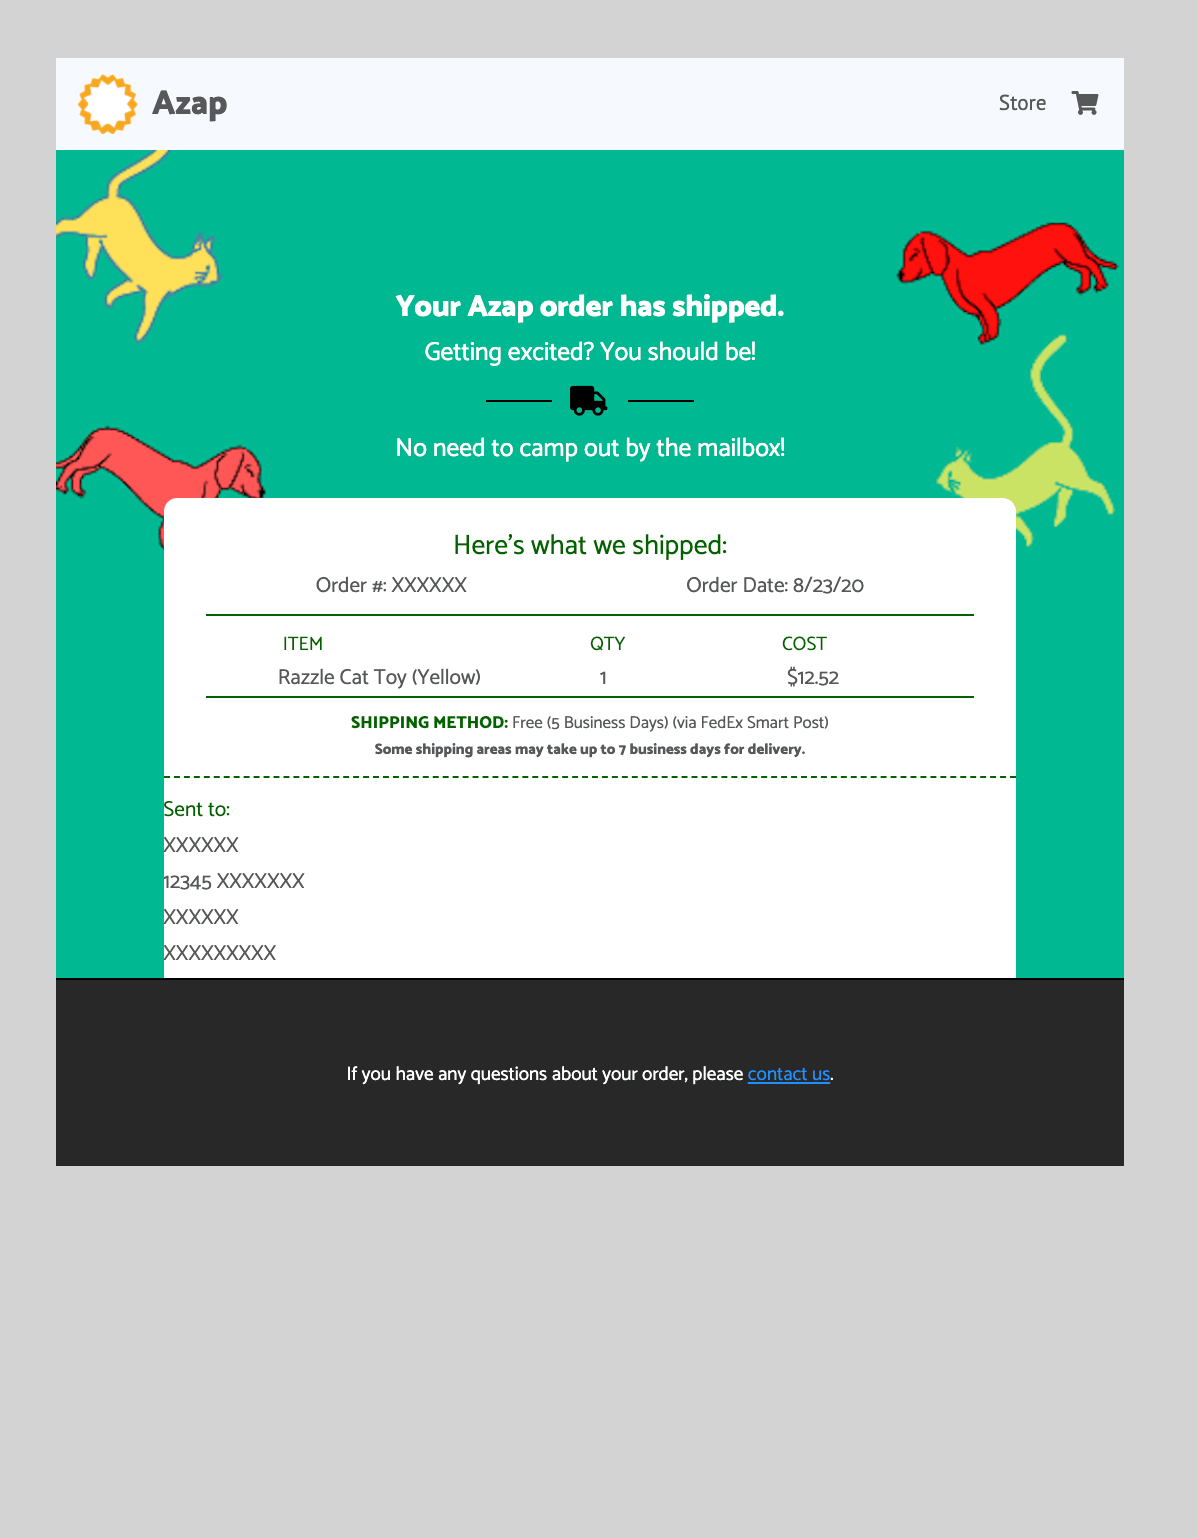 Azap
Store
Your Azap order has shipped.
Getting excited? You should be!
No need to camp out by the mailbox!
Here's what we shipped:
Order #: XXXXXX Order Date: 8/23/20
ITEM QTY COST
Razzle Cat Toy (Yellow) 1 $12.52
SHIPPING METHOD: Free (5 Business Days) (via FedEx Smart Post)
Some shipping areas may take up to 7 business days for delivery.
Sent to:
XXXXXX
12345 XXXXXXX
XXXXXX
XXXXXXXXX
If you have any questions about your order, please contact us.